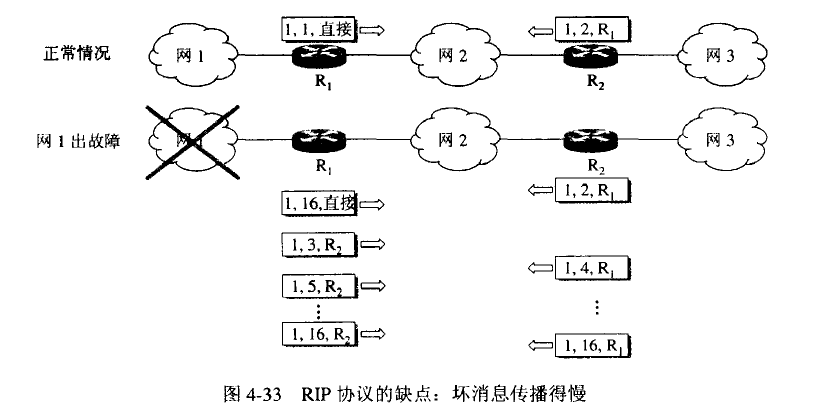 1, 1, 直接
1, 2, R1
正常情况
网 1
网 2
网 3
R1
R2
网 1 出故障
网 1
网 2
网 3
R1
R2
1, 16, 直接
1, 2, R1
1, 3, R2
1, 4, R1
1, 5, R2
⋮
⋮
1, 16, R2
1, 16, R1
图 4-33 RIP 协议的缺点：坏消息传播得慢